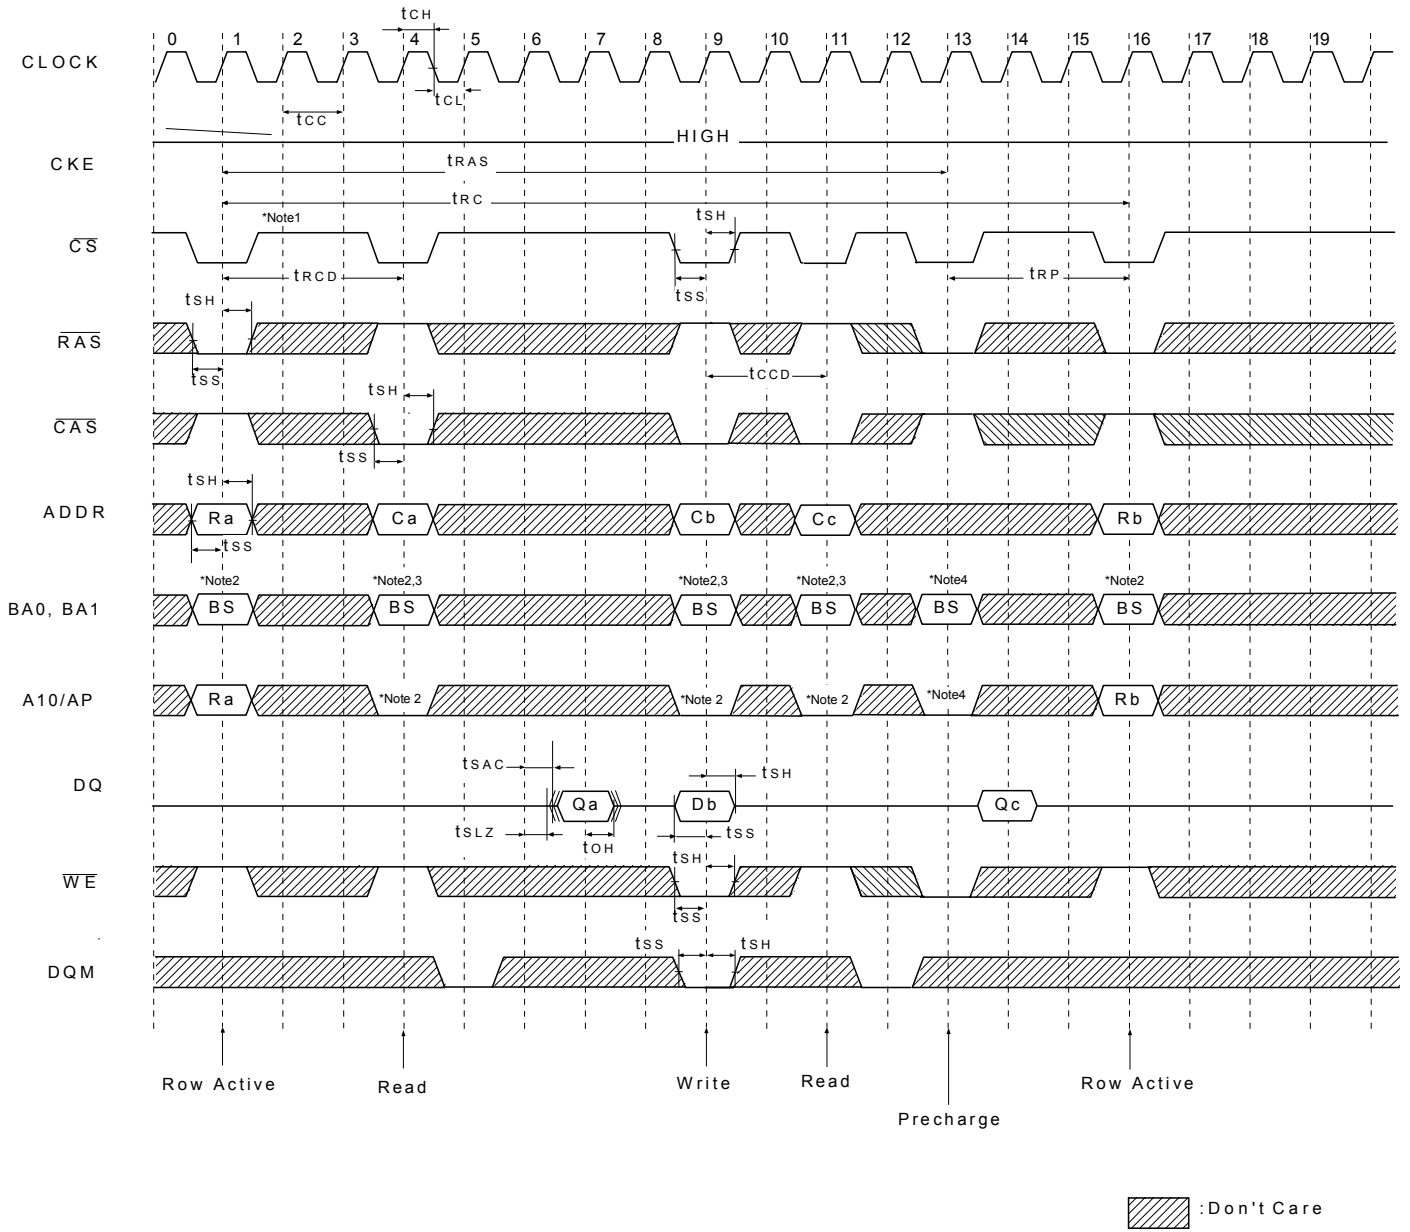 tCH
0 1 2 3 4 5 6 7 8 9 10 11 12 13 14 15 16 17 18 19
CLOCK
tCL
tCC
HIGH
CKE
tRAS
tRC
*Note1
tSH
CS
tRCD
tRP
tSS
tSH
RAS
tSS
tCCD
tSH
CAS
tSS
tSH
ADDR
Ra Ca Cb Cc Rb
tSS
*Note2 *Note2,3 *Note2,3 *Note2,3 *Note4 *Note2
BA0, BA1
BS BS BS BS BS BS
A10/AP
Ra *Note 2 *Note 2 *Note 2 *Note4 Rb
tSAC
tSH
DQ
Qa Db Qc
tSLZ
tSS
tOH
tSH
WE
tSS
tSS tSH
DQM
Row Active Read Write Read Row Active
Precharge
:Don't Care